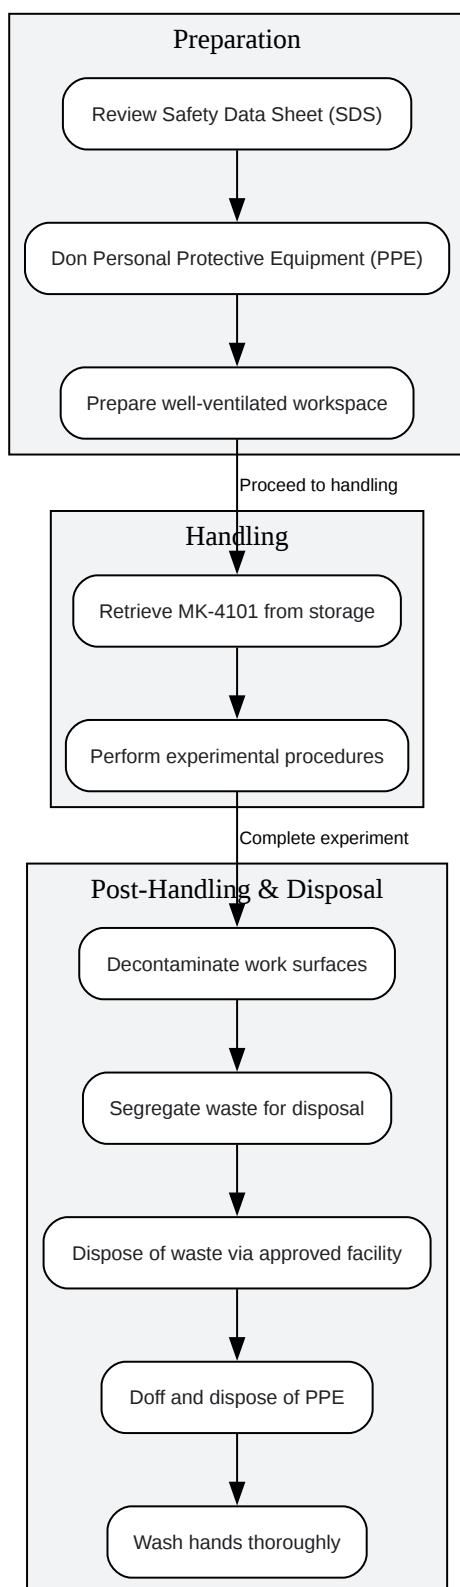 Preparation
Review Safety Data Sheet (SDS)
Don Personal Protective Equipment (PPE)
Prepare well-ventilated workspace
Proceed to handling
Handling
Retrieve MK-4101 from storage
Perform experimental procedures
Complete experiment
Post-Handling & Disposal
Decontaminate work surfaces
Segregate waste for disposal
Dispose of waste via approved facility
Doff and dispose of PPE
Wash hands thoroughly